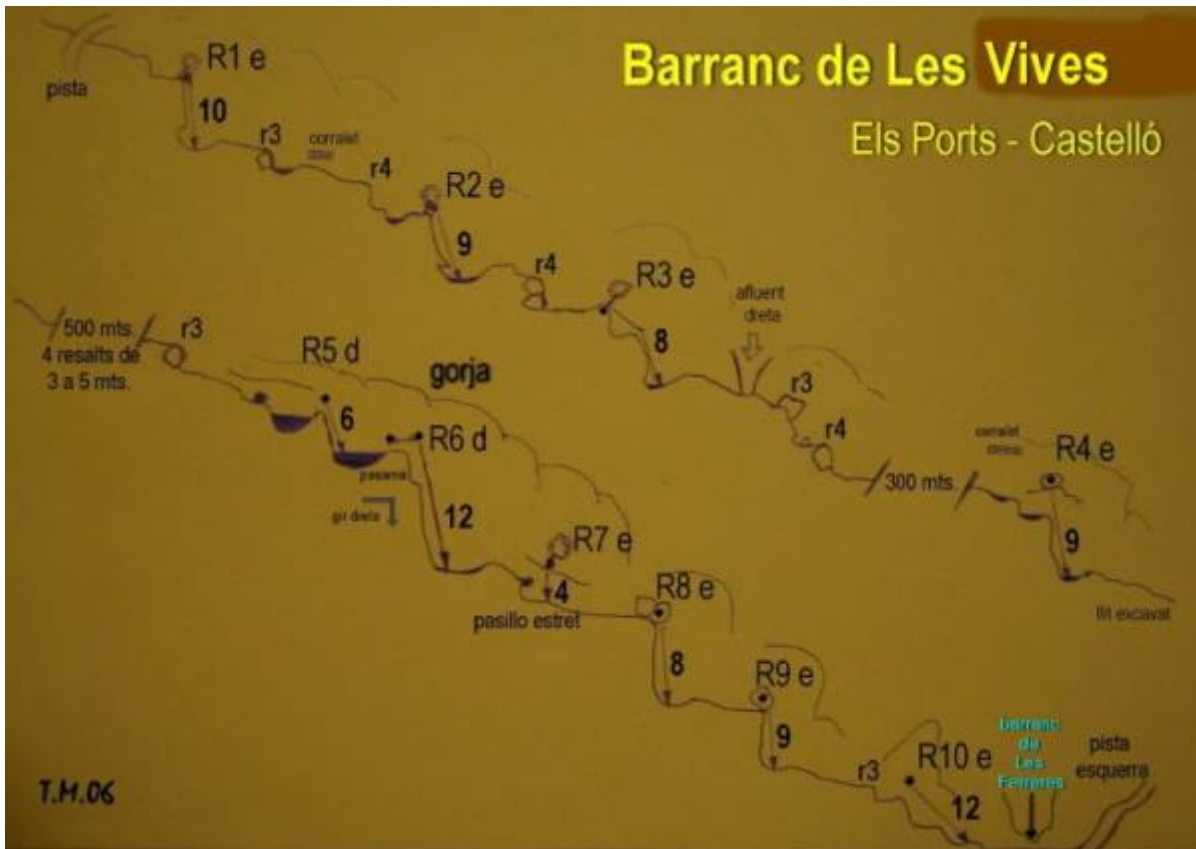 Barranc de Les Vives
Els Ports - Castelló
pista
R1 e
10
r3
corralet
r4
R2 e
9
r4
R3 e
8
afluent
dreta
r3
r4
300 mts.
corralet
R4 e
9
llit excavat
500 mts.
4 resalts de
3 a 5 mts.
r3
R5 d
gorja
6
R6 d
pasamà
gir dreta
12
R7 e
4
pasillo estret
R8 e
8
R9 e
9
r3
R10 e
12
barranc
de
Les
Ferreres
pista
esquerra
T.M.06